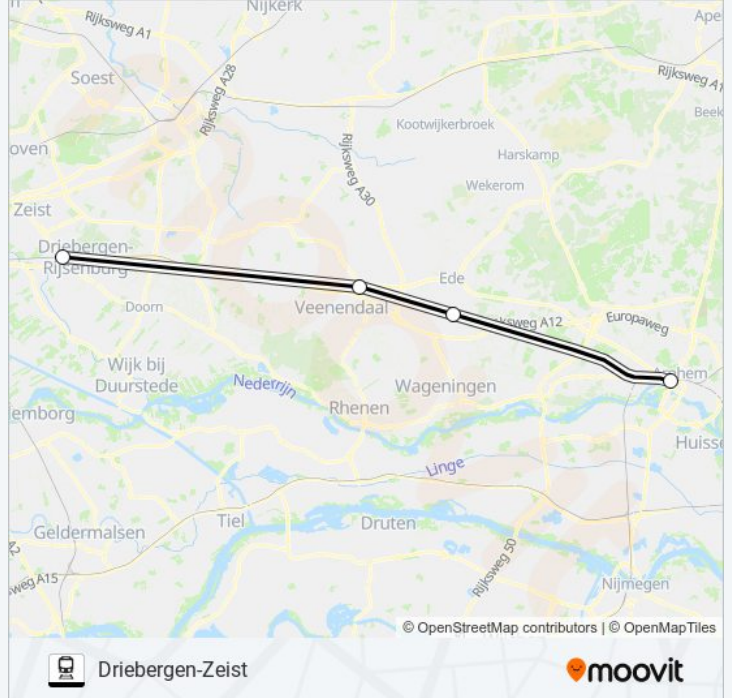 Nijkerk
Rijksweg A1
Ape
Soest
Rijksweg A28
Rijksweg A1
Beek
Kootwijkerbroek
oven
Rijksweg A30
Harskamp
Wekerom
Zeist
Driebergen-
Rijsenburg
Ede
Doorn
Veenendaal
ksweg A12
Europaweg
Wijk bij
Duurstede
Nederrijn
Wageningen
Arnhem
Rhenen
emborg
Huisse
Linge
Tiel
Druten
Geldermalsen
A2
weg A15
Rijksweg 50
Nijmegen
© OpenStreetMap contributors | © OpenMapTiles
Driebergen-Zeist
moovit